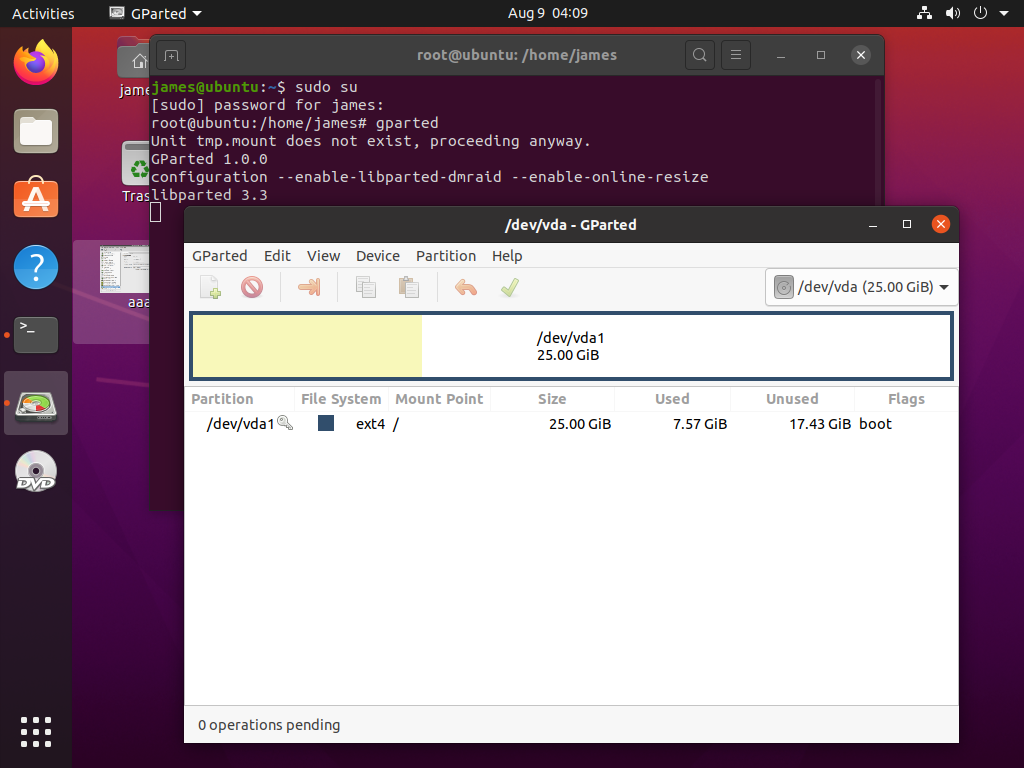 Activities GParted Aug 9 04:09
root@ubuntu: /home/james
james@ubuntu:~$ sudo su
[sudo] password for james:
root@ubuntu:/home/james# gparted
Unit tmp.mount does not exist, proceeding anyway.
GParted 1.0.0
configuration --enable-libparted-dmraid --enable-online-resize
libparted 3.3
jame
Tras
aaa
>_
?
DVD
/dev/vda - GParted
GParted Edit View Device Partition Help
/dev/vda (25.00 GiB)
/dev/vda1
25.00 GiB
Partition File System Mount Point Size Used Unused Flags
/dev/vda1 ext4 / 25.00 GiB 7.57 GiB 17.43 GiB boot
0 operations pending